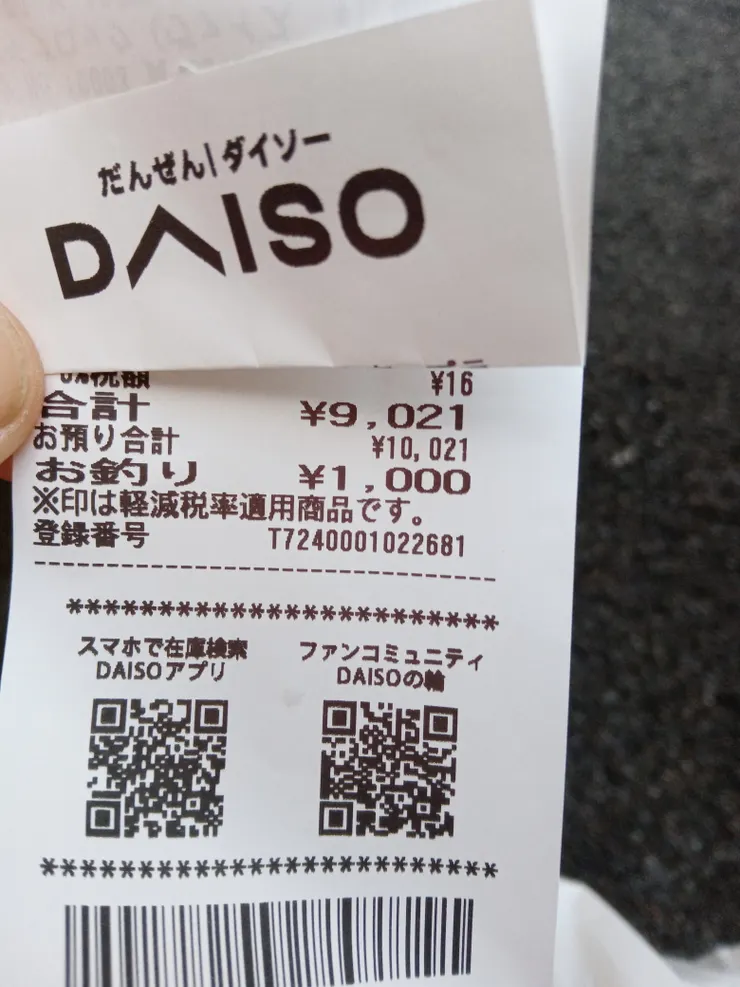 だんぜん!ダイソー
DAISO
8%税額 ¥16
合計 ¥9,021
お預り合計 ¥10,021
お釣り ¥1,000
※印は軽減税率適用商品です。
登録番号 T7240001022681
*************************
スマホで在庫検索 ファンコミュニティ
DAISOアプリ DAISOの輪
*************************